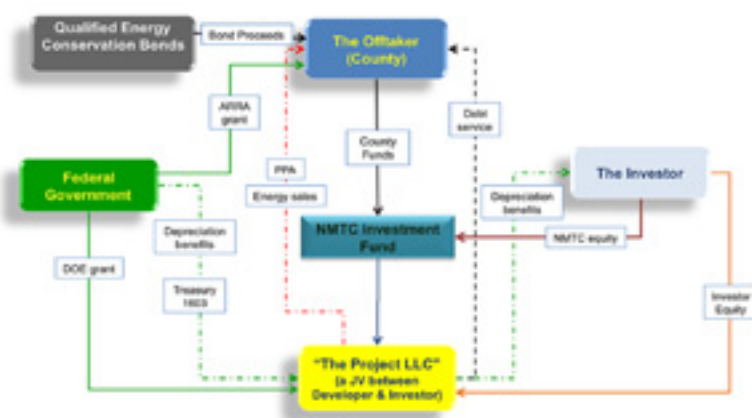 Qualified Energy
Conservation Bonds
Bond Proceeds
The Offtaker
(County)
ARRA
grant
Debt
service
County
Funds
Federal
Government
PPA
Energy sales
The Investor
Depreciation
benefits
Depreciation
benefits
NMTC Investment
Fund
NMTC equity
DOE grant
Treasury
1603
Investor
Equity
"The Project LLC"
(a JV between
Developer & Investor)